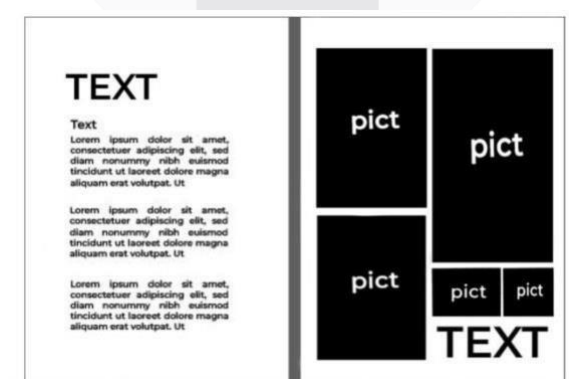 TEXT
Text
Lorem ipsum dolor sit amet,
consectetuer adipiscing elit, sed
diam nonummy nibh euismod
tincidunt ut laoreet dolore magna
aliquam erat volutpat. Ut
Lorem ipsum dolor sit amet,
consectetuer adipiscing elit, sed
diam nonummy nibh euismod
tincidunt ut laoreet dolore magna
aliquam erat volutpat. Ut
Lorem ipsum dolor sit amet,
consectetuer adipiscing elit, sed
diam nonummy nibh euismod
tincidunt ut laoreet dolore magna
aliquam erat volutpat. Ut
pict
pict
pict
pict
pict
TEXT